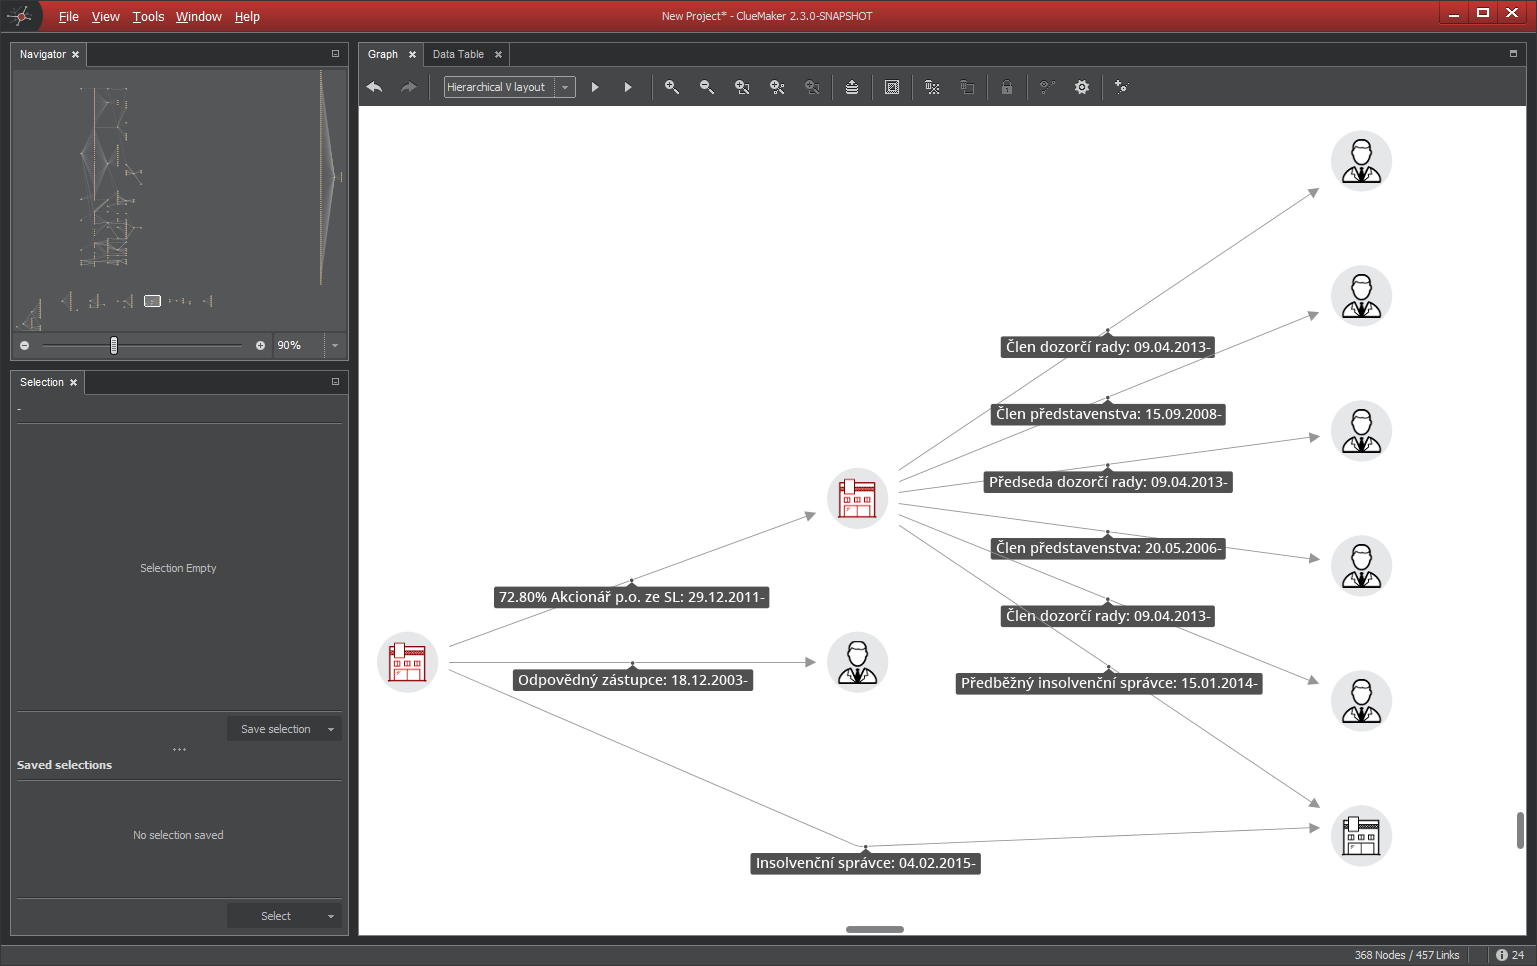 File View Tools Window Help
New Project* - ClueMaker 2.3.0-SNAPSHOT
Navigator
90%
Selection
-
Selection Empty
Save selection
Saved selections
No selection saved
Select
Graph
Data Table
Hierarchical V layout
Člen dozorčí rady: 09.04.2013-
Člen představenstva: 15.09.2008-
Předseda dozorčí rady: 09.04.2013-
Člen představenstva: 20.05.2006-
72.80% Akcionář p.o. ze SL: 29.12.2011-
Člen dozorčí rady: 09.04.2013-
Odpovědný zástupce: 18.12.2003-
Předběžný insolvenční správce: 15.01.2014-
Insolvenční správce: 04.02.2015-
368 Nodes / 457 Links
24